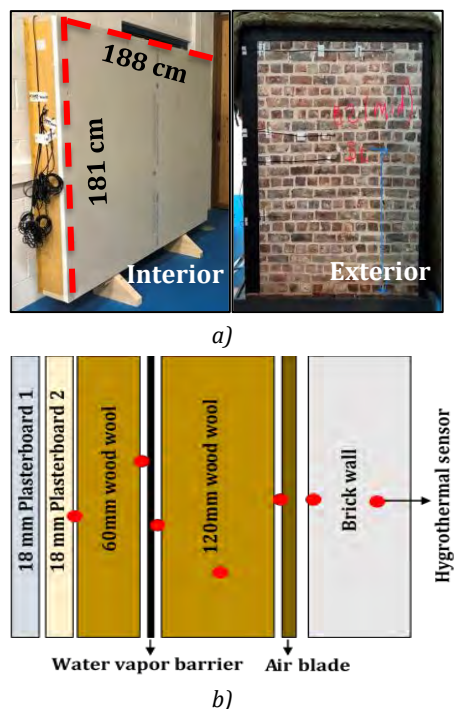 188 cm
181 cm
Interior
Exterior
a)
18 mm Plasterboard 1
18 mm Plasterboard 2
60mm wood wool
120mm wood wool
Brick wall
Hygrothermal sensor
Water vapor barrier
Air blade
b)